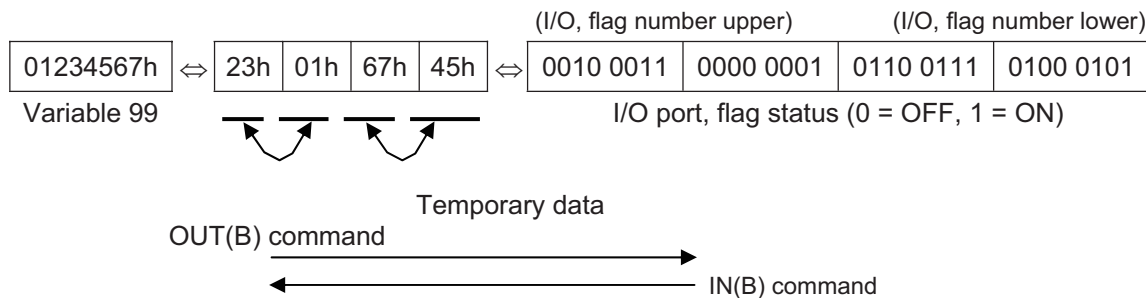 (I/O, flag number upper) (I/O, flag number lower)
01234567h ⇔ 23h 01h 67h 45h ⇔ 0010 0011 0000 0001 0110 0111 0100 0101
Variable 99 I/O port, flag status (0 = OFF, 1 = ON)
Temporary data
OUT(B) command
IN(B) command